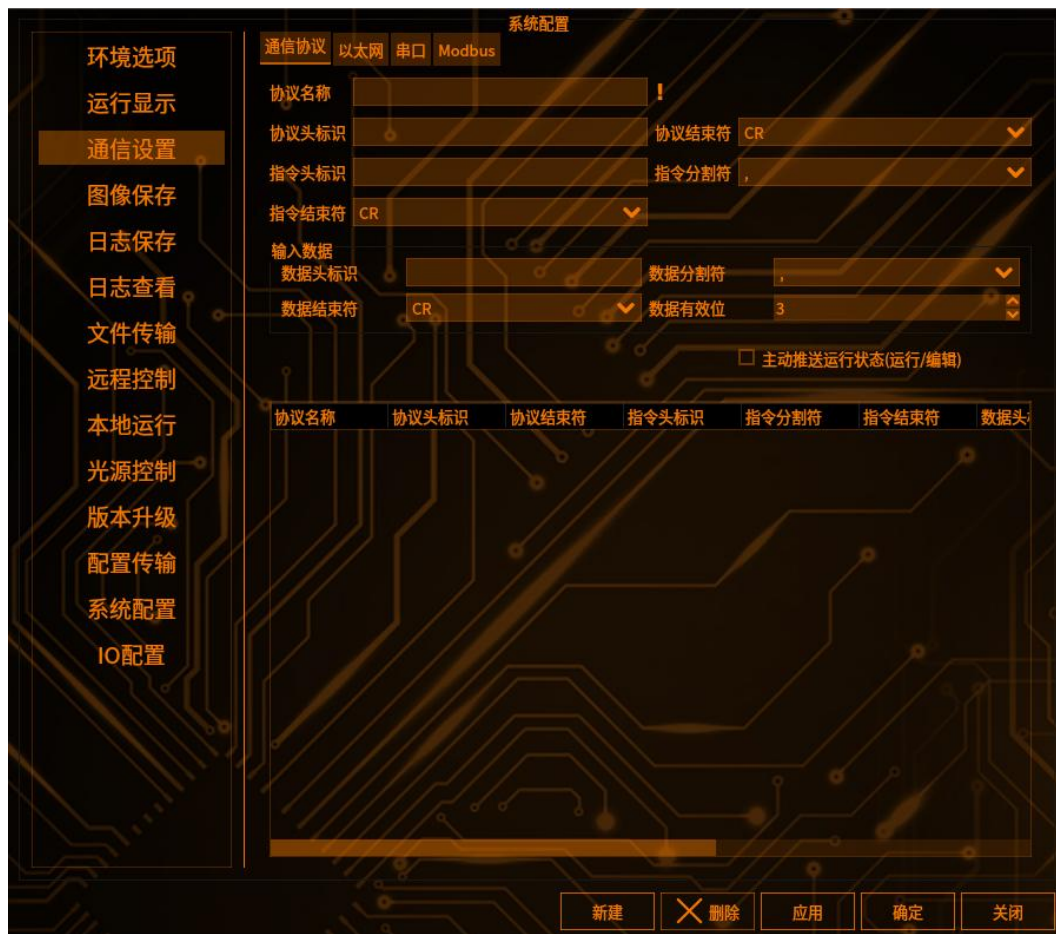 系统配置
环境选项
运行显示
通信设置
图像保存
日志保存
日志查看
文件传输
远程控制
本地运行
光源控制
版本升级
配置传输
系统配置
IO配置
通信协议 以太网 串口 Modbus
协议名称 !
协议头标识 协议结束符 CR
指令头标识 指令分割符 ,
指令结束符 CR
输入数据
数据头标识 数据分割符 ,
数据结束符 CR 数据有效位 3
主动推送运行状态(运行/编辑)
协议名称 协议头标识 协议结束符 指令头标识 指令分割符 指令结束符 数据头
新建 删除 应用 确定 关闭